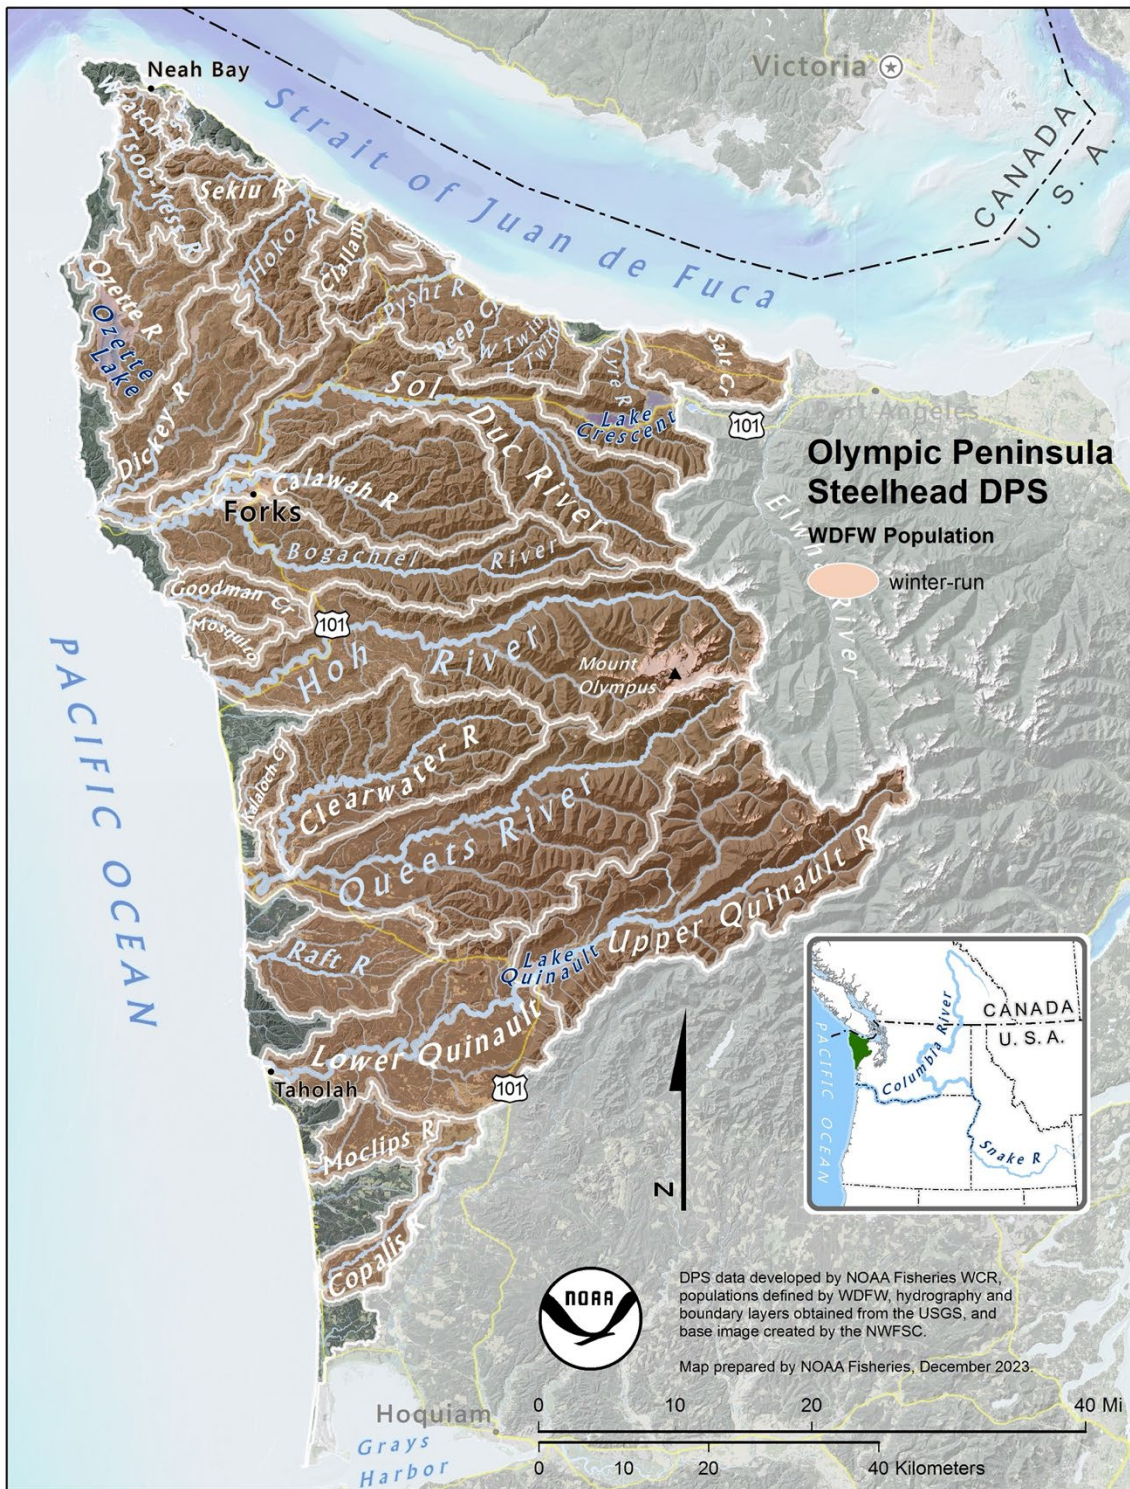 Neah Bay
Victoria
Strait of Juan de Fuca
CANADA
U. S. A.
Tsoo-Yess R
Sekiu R
Hoko R
Clallam
Pysht R
Deep Cr
W Twin
E Twin
Lyre R
Salt Cr
Ozette R
Ozette
Lake
Dickey R
Sol Duc River
Lake
Crescent
101
Port Angeles
Calawah R
Forks
Bogachiel River
Elwha River
Olympic Peninsula
Steelhead DPS
WDFW Population
winter-run
Goodman Cr
Mosquito
101
Hoh River
Mount
Olympus
PACIFIC OCEAN
Kalaloch Cr
Clearwater R
Queets River
Upper Quinault R
Raft R
Lake
Quinault
Lower Quinault
Taholah
101
Moclips R
Copalis R
N
CANADA
U. S. A.
PACIFIC OCEAN
Columbia River
Snake R
NOAA
DPS data developed by NOAA Fisheries WCR,
populations defined by WDFW, hydrography and
boundary layers obtained from the USGS, and
base image created by the NWFSC.
Map prepared by NOAA Fisheries, December 2023.
Hoquiam
Grays
Harbor
0 10 20 40 Mi
0 10 20 40 Kilometers